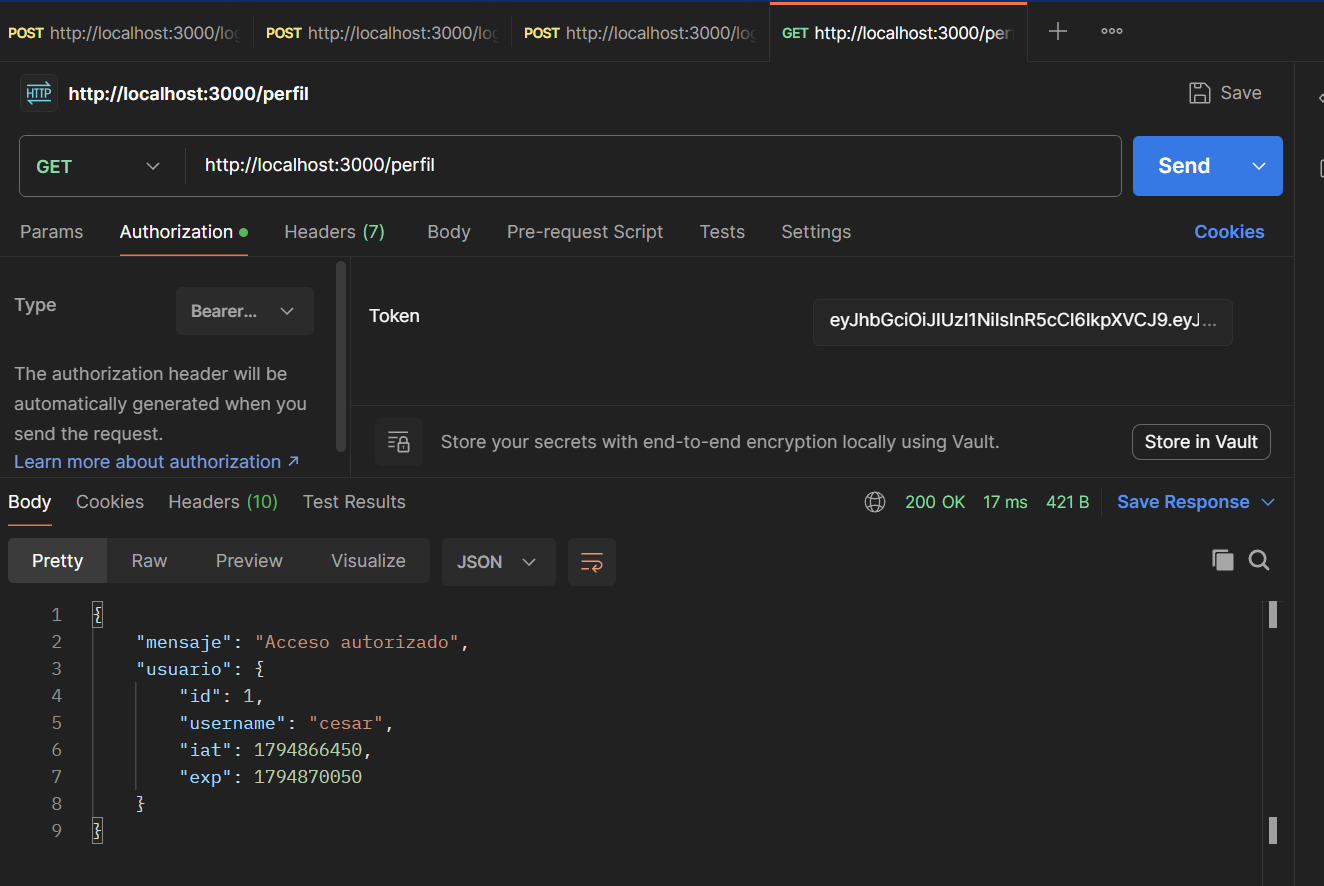 POST http://localhost:3000/log POST http://localhost:3000/log POST http://localhost:3000/log GET http://localhost:3000/per
HTTP http://localhost:3000/perfil Save
GET http://localhost:3000/perfil Send
Params Authorization Headers (7) Body Pre-request Script Tests Settings Cookies
Type Bearer... Token eyJhbGciOiJIUzI1NiIsInR5cCI6IkpXVCJ9.eyJ...
The authorization header will be
automatically generated when you
send the request.
Learn more about authorization ↗
Store your secrets with end-to-end encryption locally using Vault. Store in Vault
Body Cookies Headers (10) Test Results 200 OK 17 ms 421 B Save Response
Pretty Raw Preview Visualize JSON
1 {
2 "mensaje": "Acceso autorizado",
3 "usuario": {
4 "id": 1,
5 "username": "cesar",
6 "iat": 1794866450,
7 "exp": 1794870050
8 }
9 }